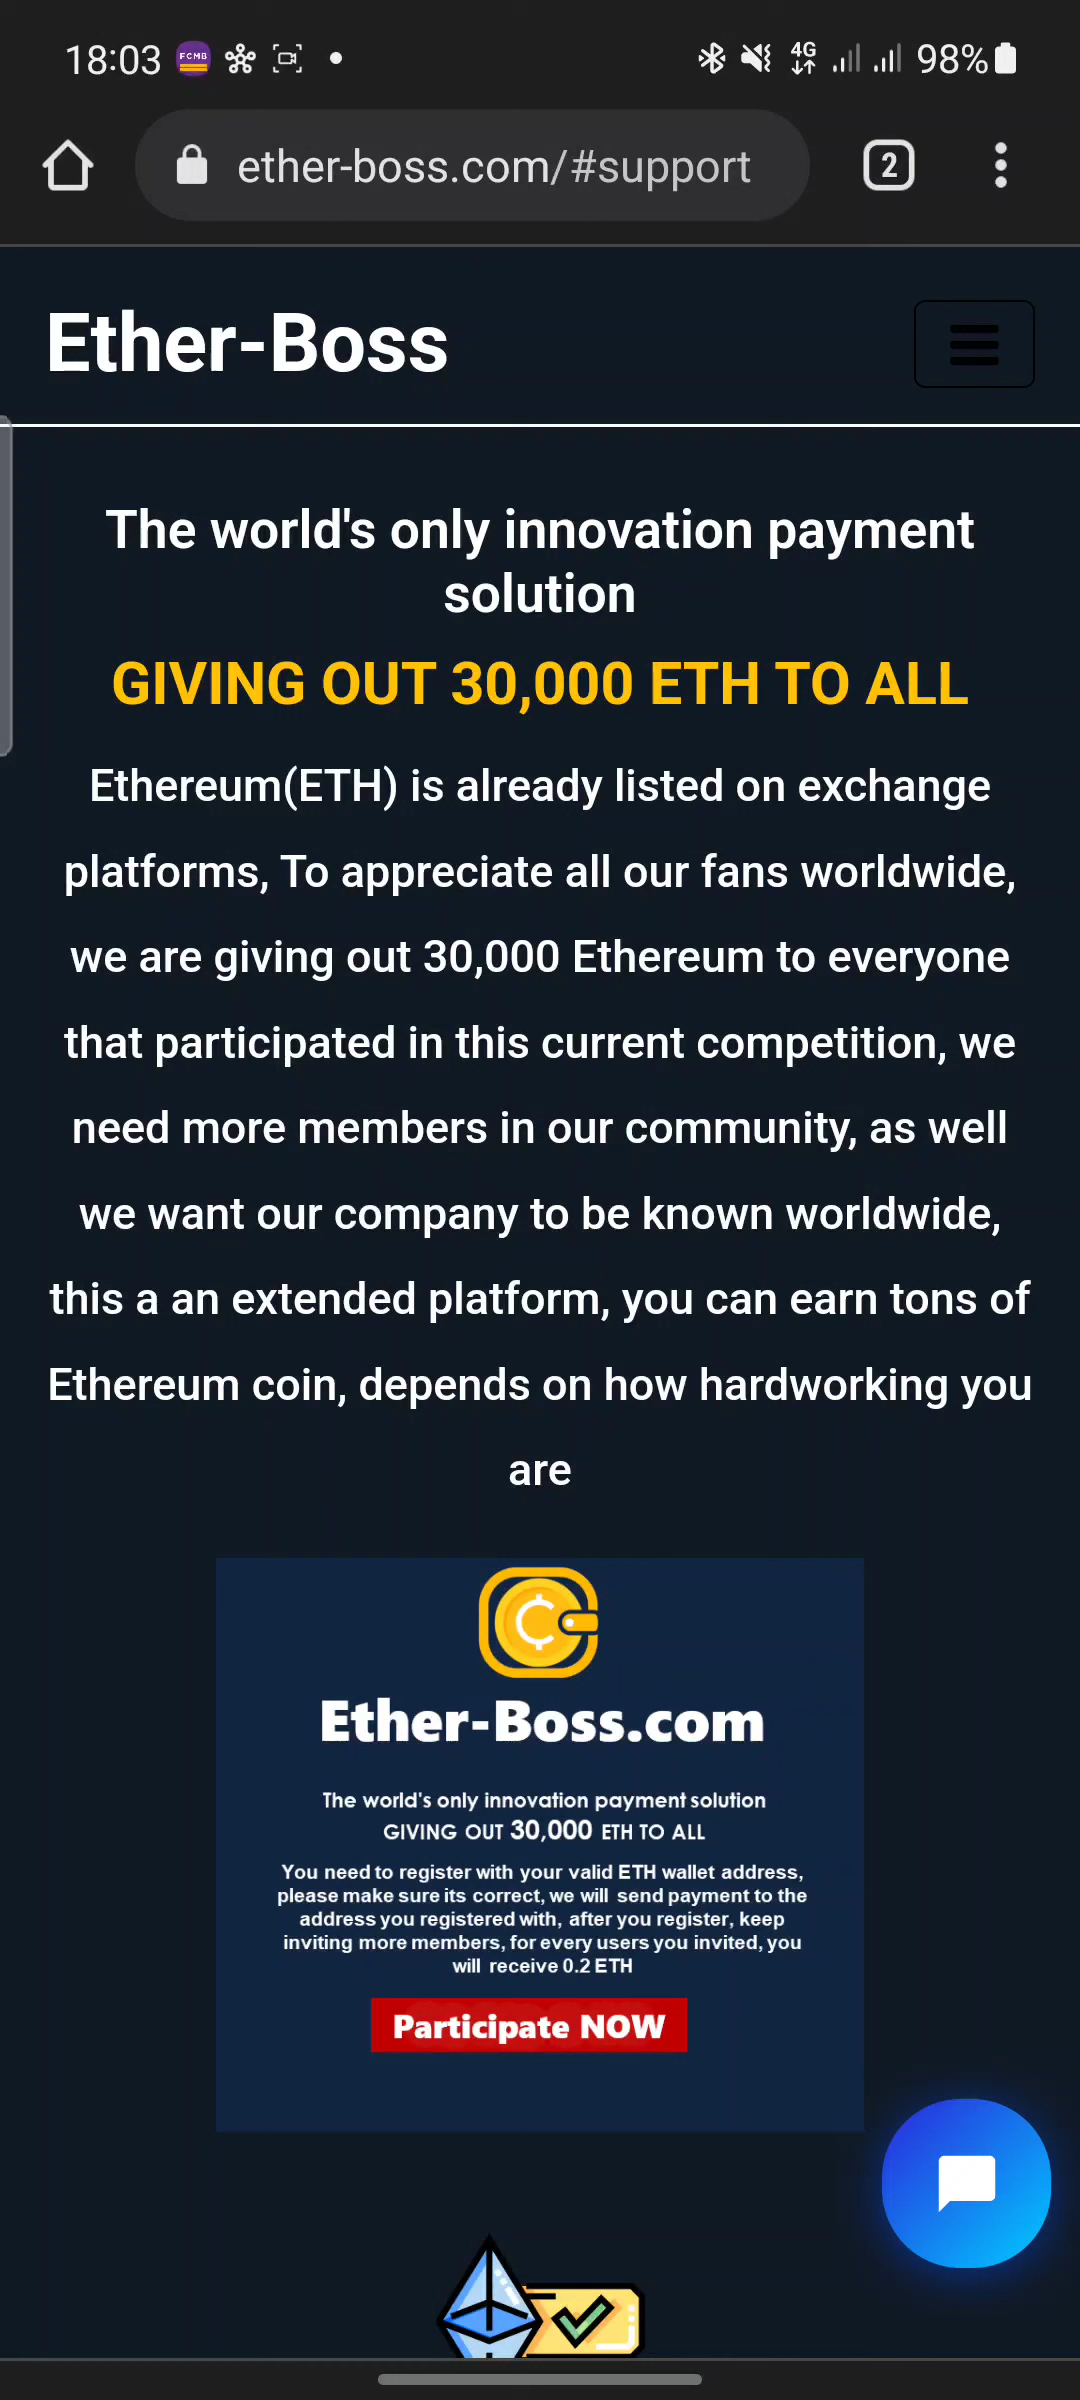 18:03 FCMB 4G 98%
ether-boss.com/#support 2
Ether-Boss
The world's only innovation payment
solution
GIVING OUT 30,000 ETH TO ALL
Ethereum(ETH) is already listed on exchange
platforms, To appreciate all our fans worldwide,
we are giving out 30,000 Ethereum to everyone
that participated in this current competition, we
need more members in our community, as well
we want our company to be known worldwide,
this a an extended platform, you can earn tons of
Ethereum coin, depends on how hardworking you
are
Ether-Boss.com
The world's only innovation payment solution
GIVING OUT 30,000 ETH TO ALL
You need to register with your valid ETH wallet address,
please make sure its correct, we will send payment to the
address you registered with, after you register, keep
inviting more members, for every users you invited, you
will receive 0.2 ETH
Participate NOW